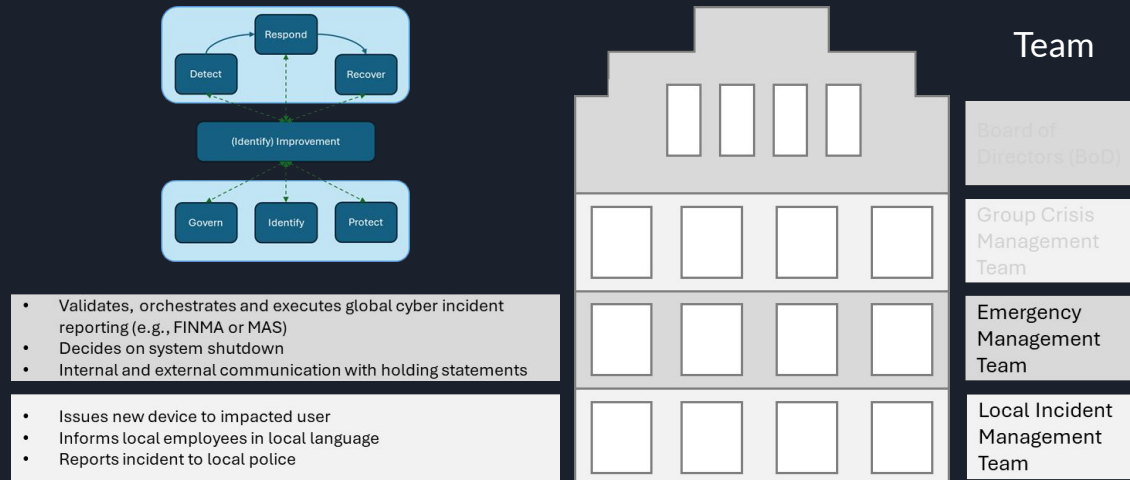 Respond
Detect
Recover
(Identify) Improvement
Govern
Identify
Protect
Team
Board of
Directors (BoD)
Group Crisis
Management
Team
• Validates, orchestrates and executes global cyber incident
reporting (e.g., FINMA or MAS)
• Decides on system shutdown
• Internal and external communication with holding statements
Emergency
Management
Team
• Issues new device to impacted user
• Informs local employees in local language
• Reports incident to local police
Local Incident
Management
Team